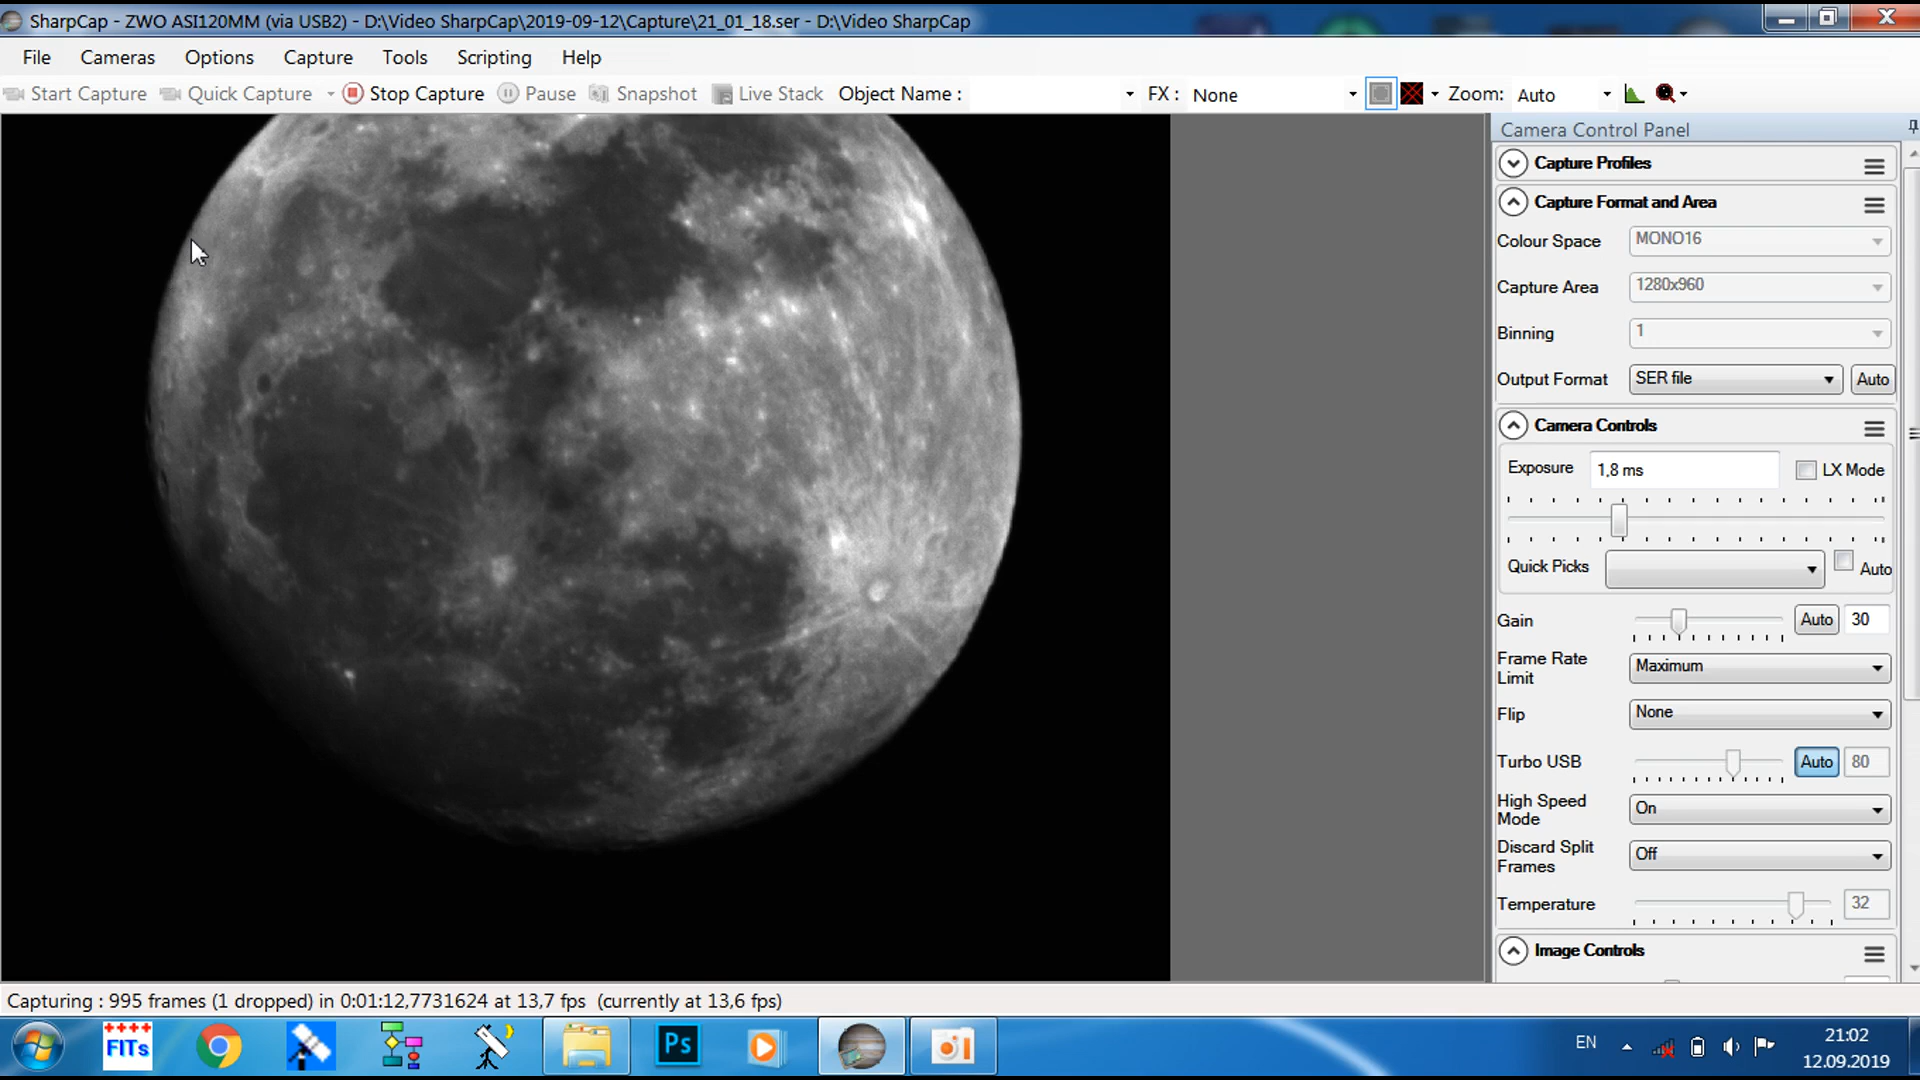 SharpCap - ZWO ASI120MM (via USB2) - D:\Video SharpCap\2019-09-12\Capture\21_01_18.ser - D:\Video SharpCap
File Cameras Options Capture Tools Scripting Help
Start Capture Quick Capture Stop Capture Pause Snapshot Live Stack Object Name : FX : None Zoom: Auto
Camera Control Panel
Capture Profiles
Capture Format and Area
Colour Space MONO16
Capture Area 1280x960
Binning 1
Output Format SER file Auto
Camera Controls
Exposure 1,8 ms LX Mode
Quick Picks Auto
Gain Auto 30
Frame Rate Limit Maximum
Flip None
Turbo USB Auto 80
High Speed Mode On
Discard Split Frames Off
Temperature 32
Image Controls
Capturing : 995 frames (1 dropped) in 0:01:12,7731624 at 13,7 fps (currently at 13,6 fps)
FITs
Ps
EN
21:02
12.09.2019